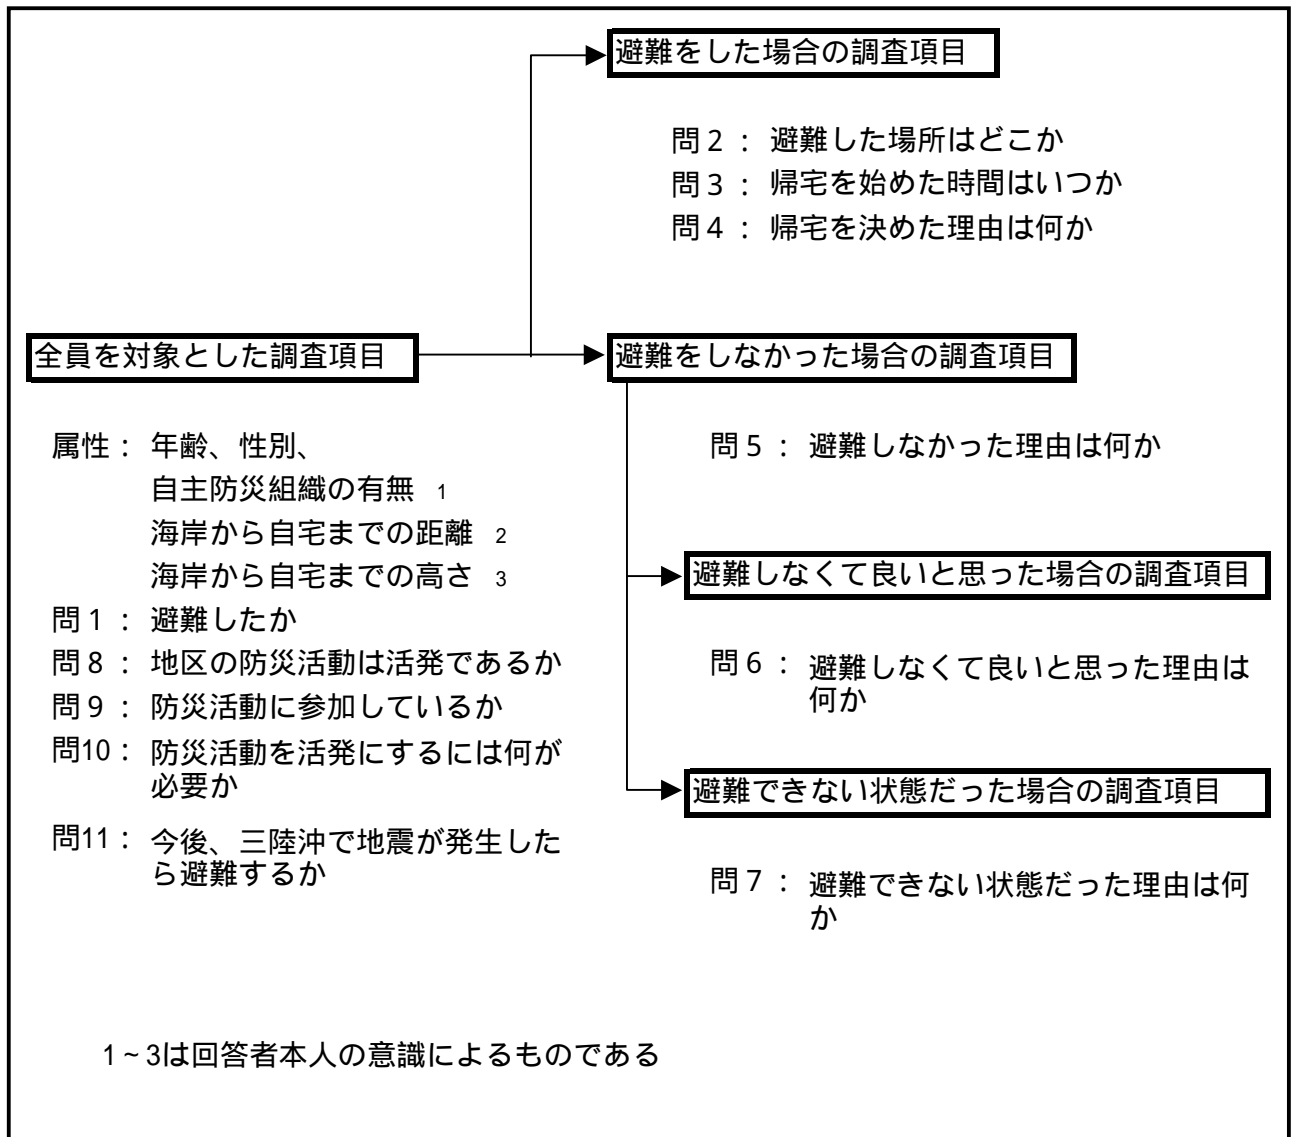 避難をした場合の調査項目
問２： 避難した場所はどこか
問３： 帰宅を始めた時間はいつか
問４： 帰宅を決めた理由は何か
全員を対象とした調査項目
属性： 年齢、性別、
自主防災組織の有無 1
海岸から自宅までの距離 2
海岸から自宅までの高さ 3
問１： 避難したか
問８： 地区の防災活動は活発であるか
問９： 防災活動に参加しているか
問10： 防災活動を活発にするには何が
必要か
問11： 今後、三陸沖で地震が発生した
ら避難するか
避難をしなかった場合の調査項目
問５： 避難しなかった理由は何か
避難しなくて良いと思った場合の調査項目
問６： 避難しなくて良いと思った理由は
何か
避難できない状態だった場合の調査項目
問７： 避難できない状態だった理由は何
か
1～3は回答者本人の意識によるものである